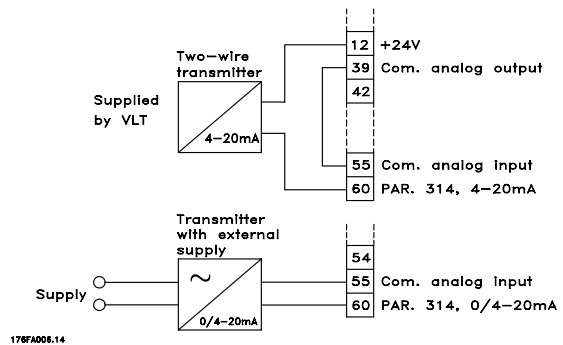 12 +24V
Two-wire
transmitter
39 Com. analog output
Supplied
by VLT
42
4-20mA
55 Com. analog input
60 PAR. 314, 4-20mA
Transmitter
with external
supply
54
~
55 Com. analog input
Supply
60 PAR. 314, 0/4-20mA
0/4-20mA
176FA006.14